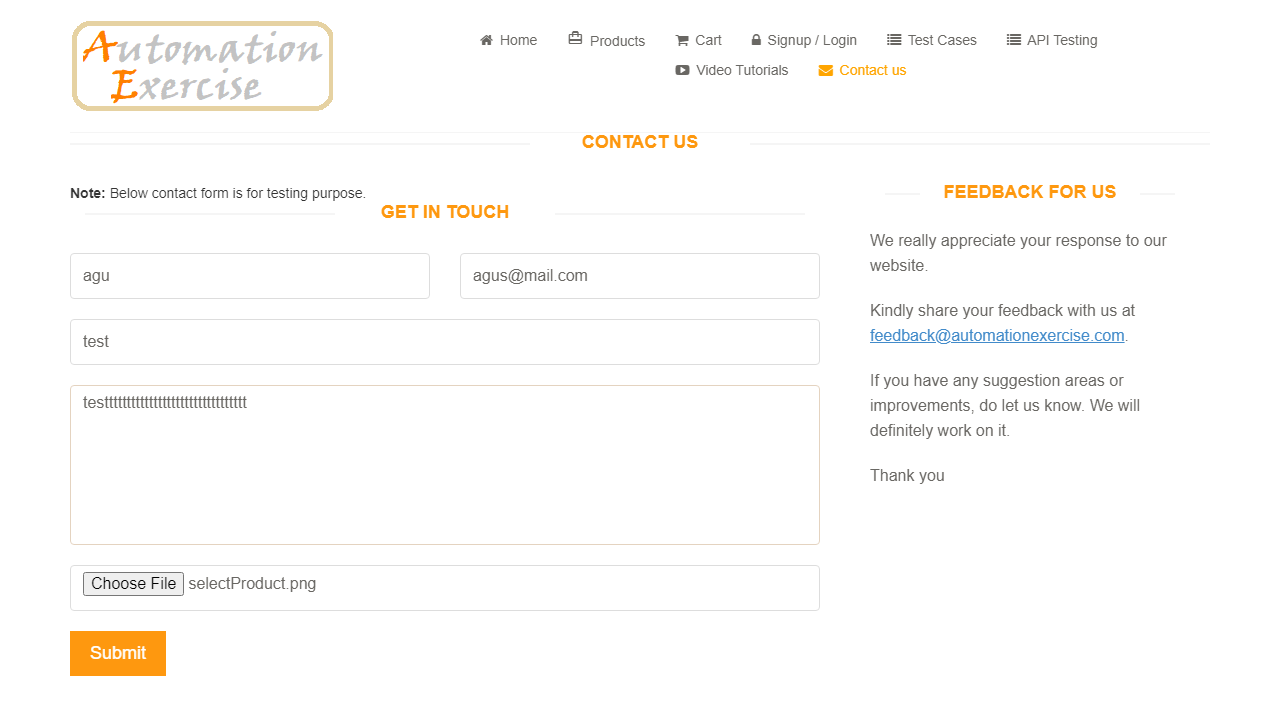 Automation
Exercise
Home
Products
Cart
Signup / Login
Test Cases
API Testing
Video Tutorials
Contact us
CONTACT US
Note: Below contact form is for testing purpose.
GET IN TOUCH
agu
agus@mail.com
test
testttttttttttttttttttttttttttttttt
Choose File selectProduct.png
Submit
FEEDBACK FOR US
We really appreciate your response to our
website.
Kindly share your feedback with us at
feedback@automationexercise.com.
If you have any suggestion areas or
improvements, do let us know. We will
definitely work on it.
Thank you